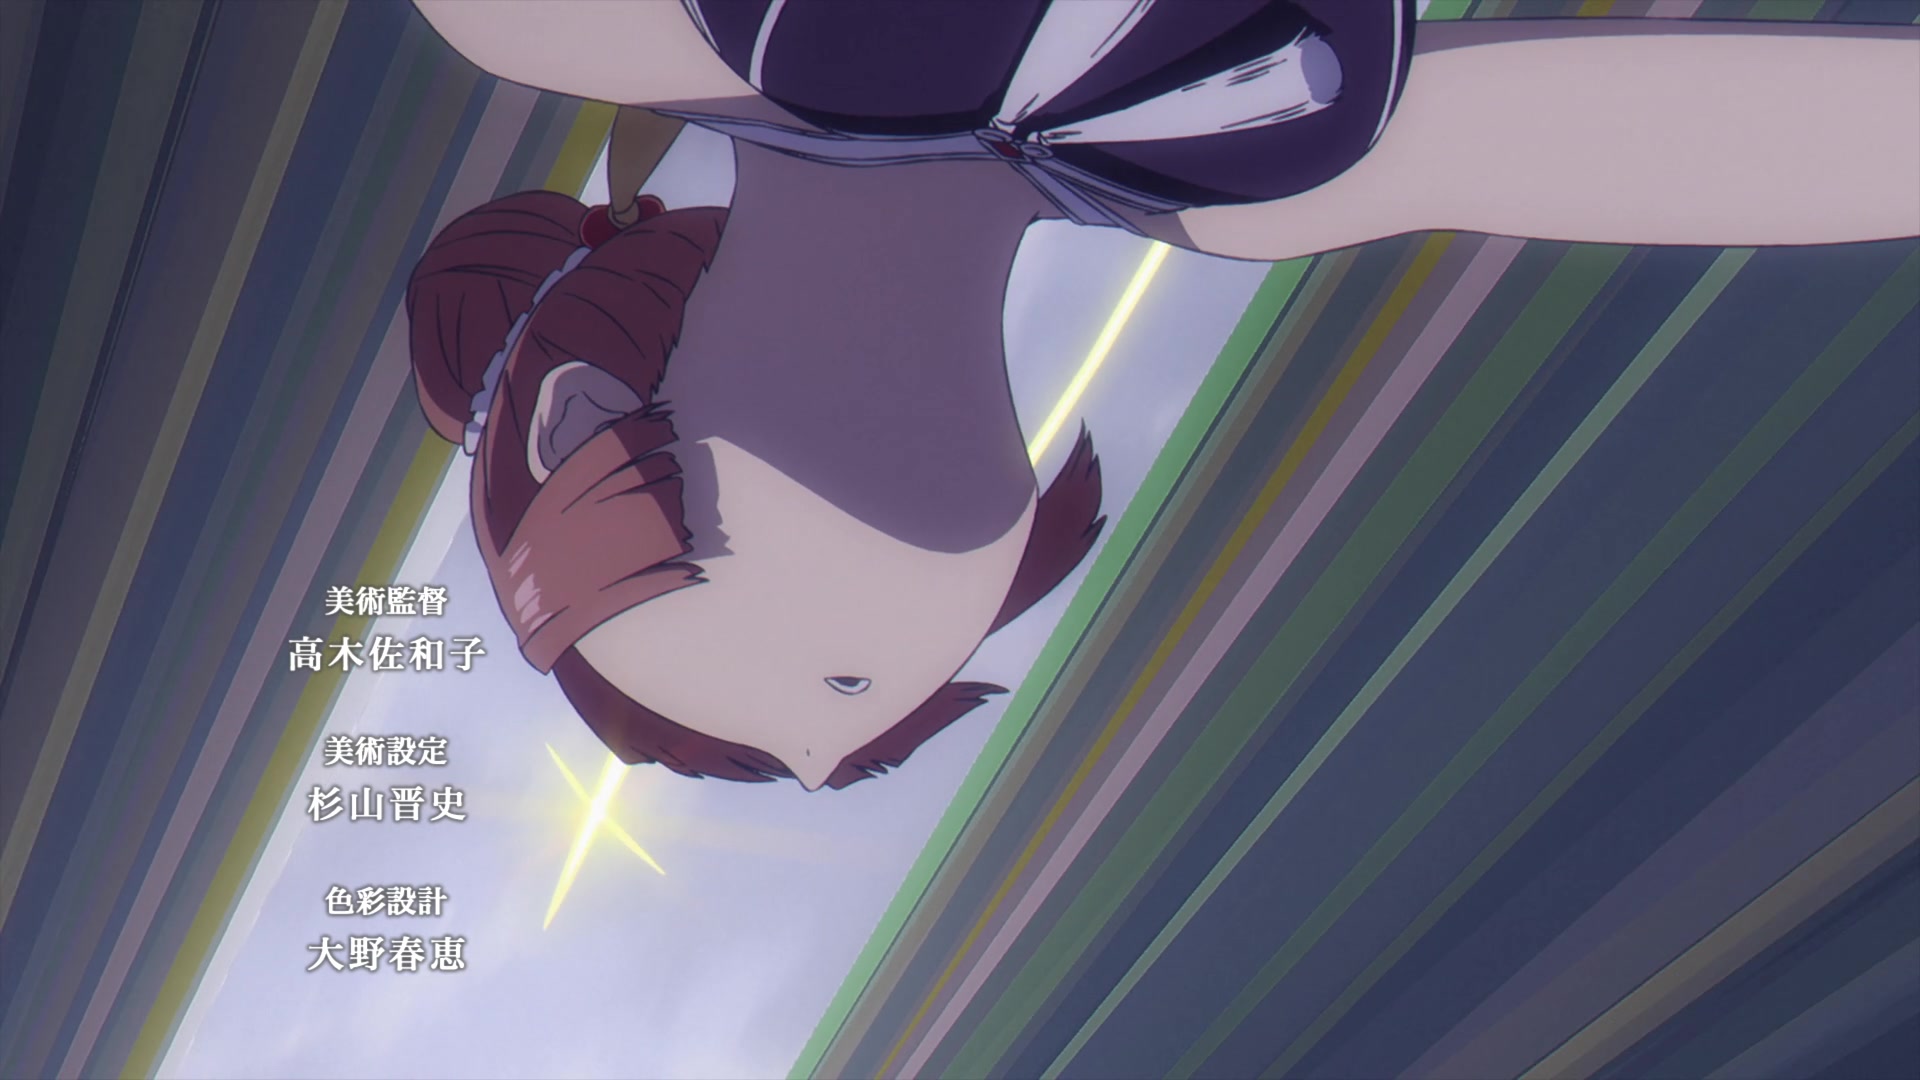 美術監督
高木佐和子
美術設定
杉山晋史
色彩設計
大野春恵